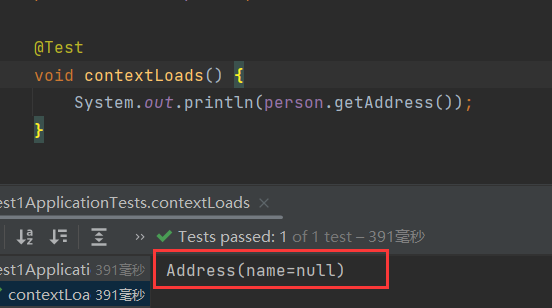 @Test
void contextLoads() {
System.out.println(person.getAddress());
}
est1ApplicationTests.contextLoads ×
» Tests passed: 1 of 1 test – 391毫秒
est1Applicati 391毫秒
Address(name=null)
contextLoa 391毫秒